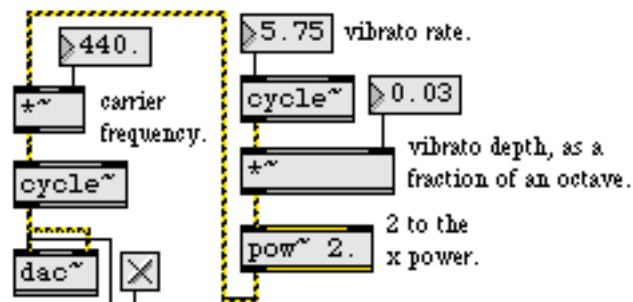 440.
*~
carrier
frequency.
cycle~
dac~
5.75
vibrato rate.
cycle~
0.03
*~
vibrato depth, as a
fraction of an octave.
pow~ 2.
2 to the
x power.